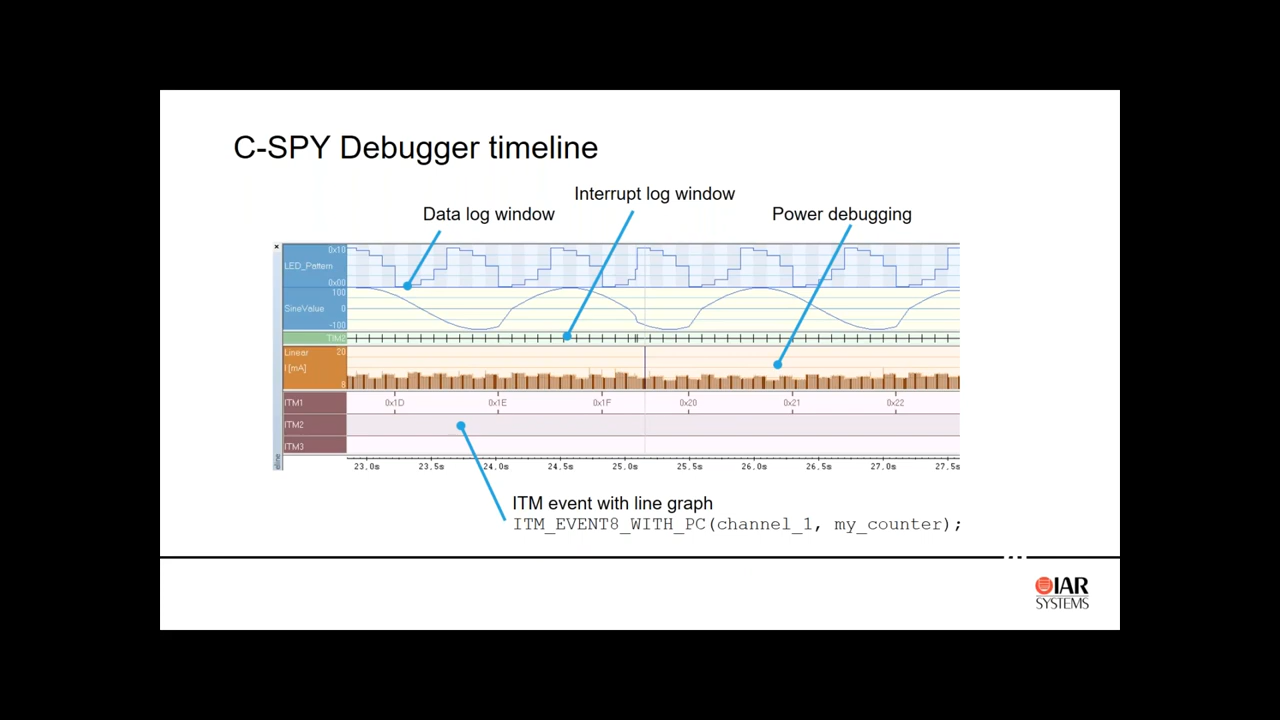 C-SPY Debugger timeline
Interrupt log window
Data log window
Power debugging
0x10
LED_Pattern
0x00
100
SineValue 0
-100
TIM2
Linear 20
I [mA]
8
ITM1 0x1D 0x1E 0x1F 0x20 0x21 0x22
ITM2
ITM3
23.0s 23.5s 24.0s 24.5s 25.0s 25.5s 26.0s 26.5s 27.0s 27.5s
ITM event with line graph
ITM_EVENT8_WITH_PC(channel_1, my_counter);
IAR
SYSTEMS